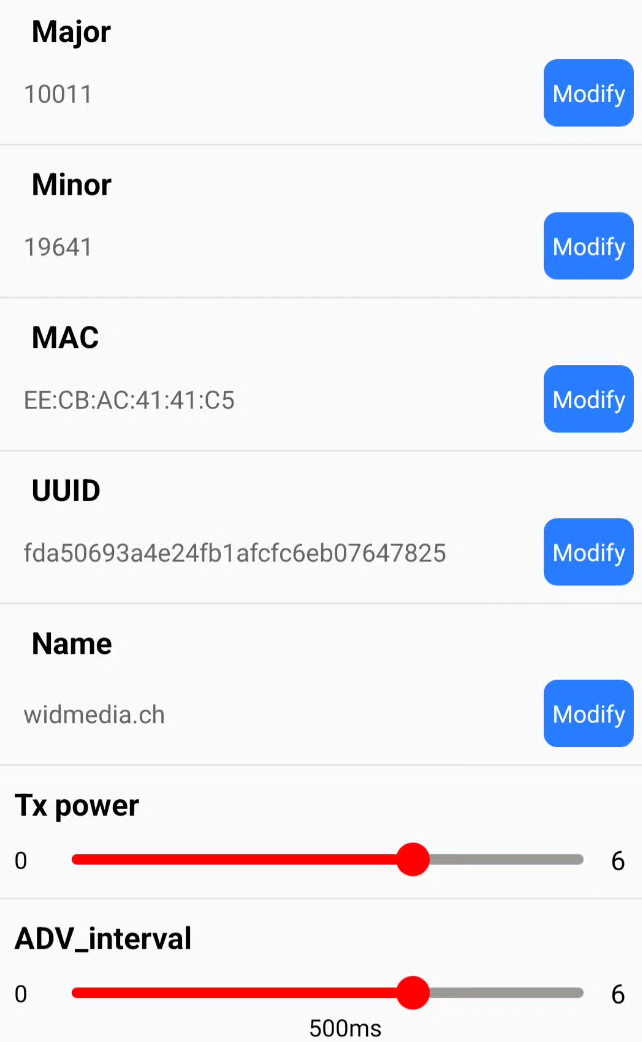 Major
10011
Modify
Minor
19641
Modify
MAC
EE:CB:AC:41:41:C5
Modify
UUID
fda50693a4e24fb1afcfc6eb07647825
Modify
Name
widmedia.ch
Modify
Tx power
0 6
ADV_interval
0 6
500ms